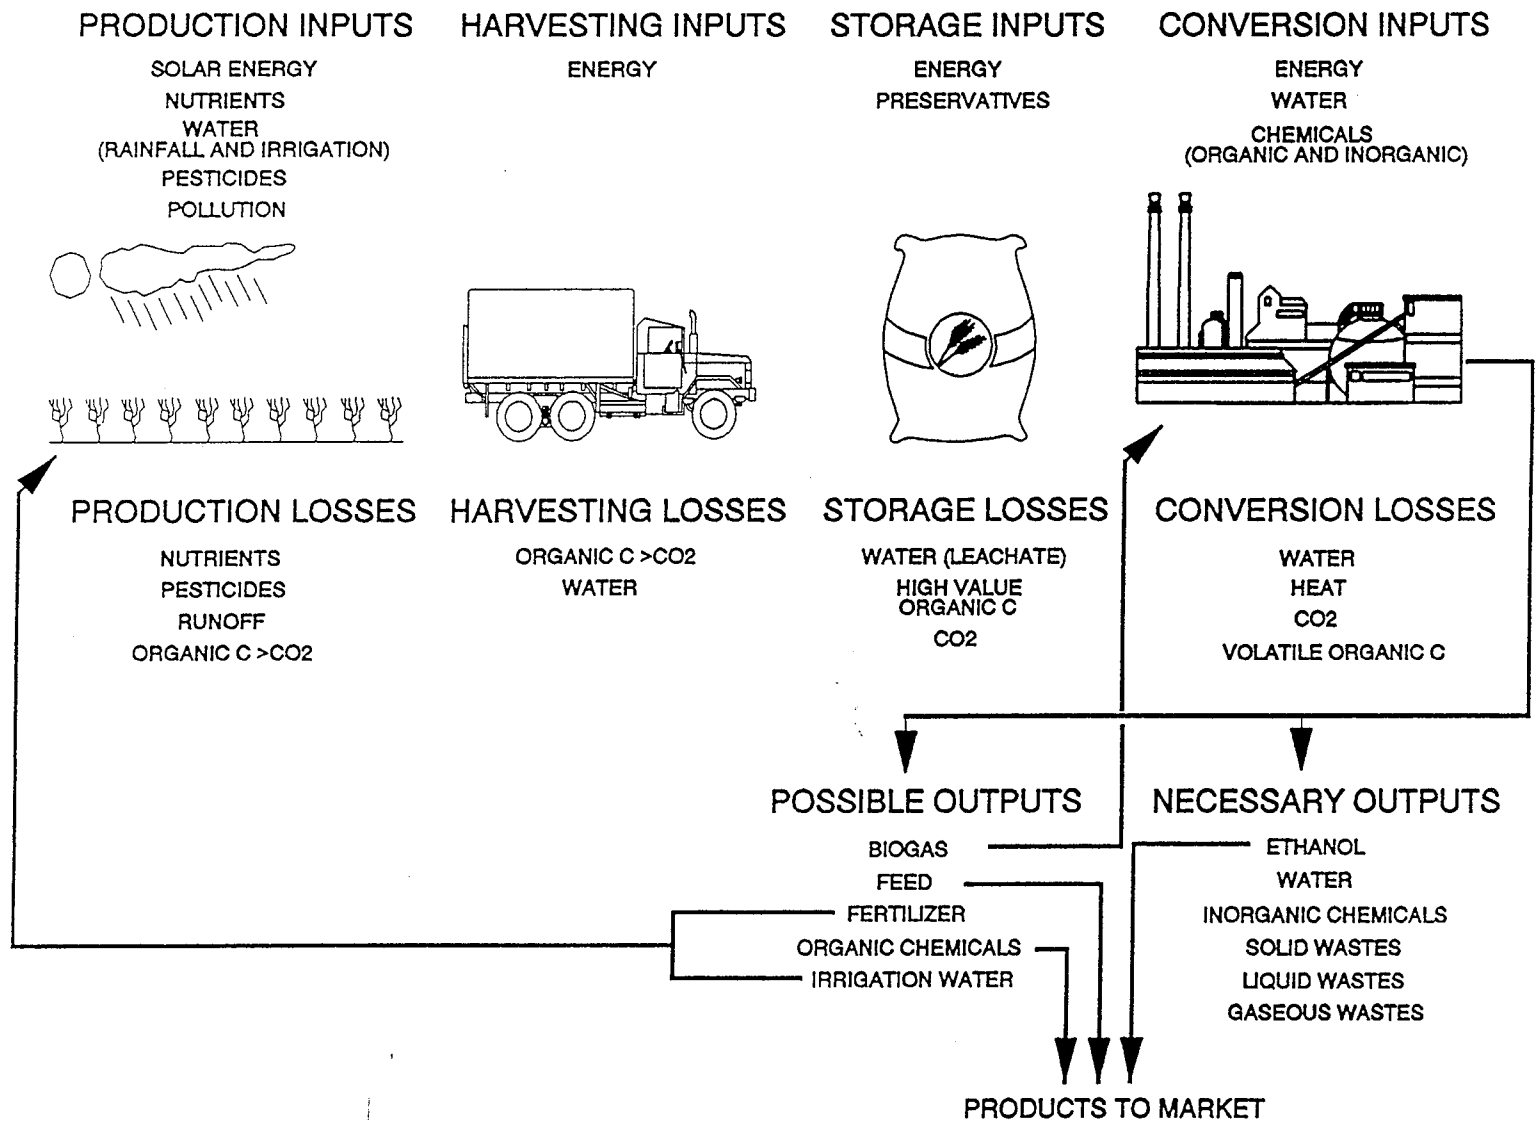 PRODUCTION INPUTS
SOLAR ENERGY
NUTRIENTS
WATER
(RAINFALL AND IRRIGATION)
PESTICIDES
POLLUTION
HARVESTING INPUTS
ENERGY
STORAGE INPUTS
ENERGY
PRESERVATIVES
CONVERSION INPUTS
ENERGY
WATER
CHEMICALS
(ORGANIC AND INORGANIC)
PRODUCTION LOSSES
NUTRIENTS
PESTICIDES
RUNOFF
ORGANIC C >CO2
HARVESTING LOSSES
ORGANIC C >CO2
WATER
STORAGE LOSSES
WATER (LEACHATE)
HIGH VALUE
ORGANIC C
CO2
CONVERSION LOSSES
WATER
HEAT
CO2
VOLATILE ORGANIC C
POSSIBLE OUTPUTS
BIOGAS
FEED
FERTILIZER
ORGANIC CHEMICALS
IRRIGATION WATER
NECESSARY OUTPUTS
ETHANOL
WATER
INORGANIC CHEMICALS
SOLID WASTES
LIQUID WASTES
GASEOUS WASTES
PRODUCTS TO MARKET